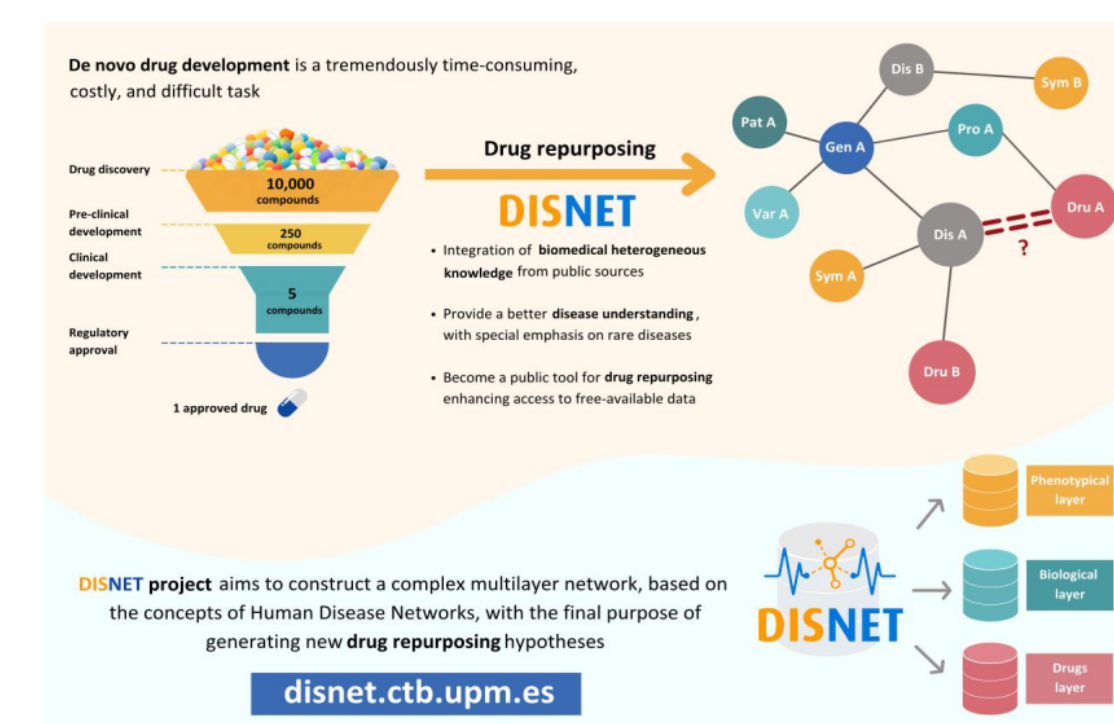 De novo drug development is a tremendously time-consuming,
costly, and difficult task
Drug discovery
10,000
compounds
Pre-clinical
development
250
compounds
Clinical
development
5
compounds
Regulatory
approval
1 approved drug
Drug repurposing
DISNET
• Integration of biomedical heterogeneous
knowledge from public sources
• Provide a better disease understanding,
with special emphasis on rare diseases
• Become a public tool for drug repurposing
enhancing access to free-available data
Dis B
Sym B
Pat A
Gen A
Pro A
Var A
Dis A
Dru A
?
Sym A
Dru B
DISNET project aims to construct a complex multilayer network, based on
the concepts of Human Disease Networks, with the final purpose of
generating new drug repurposing hypotheses
disnet.ctb.upm.es
DISNET
Phenotypical
layer
Biological
layer
Drugs
layer